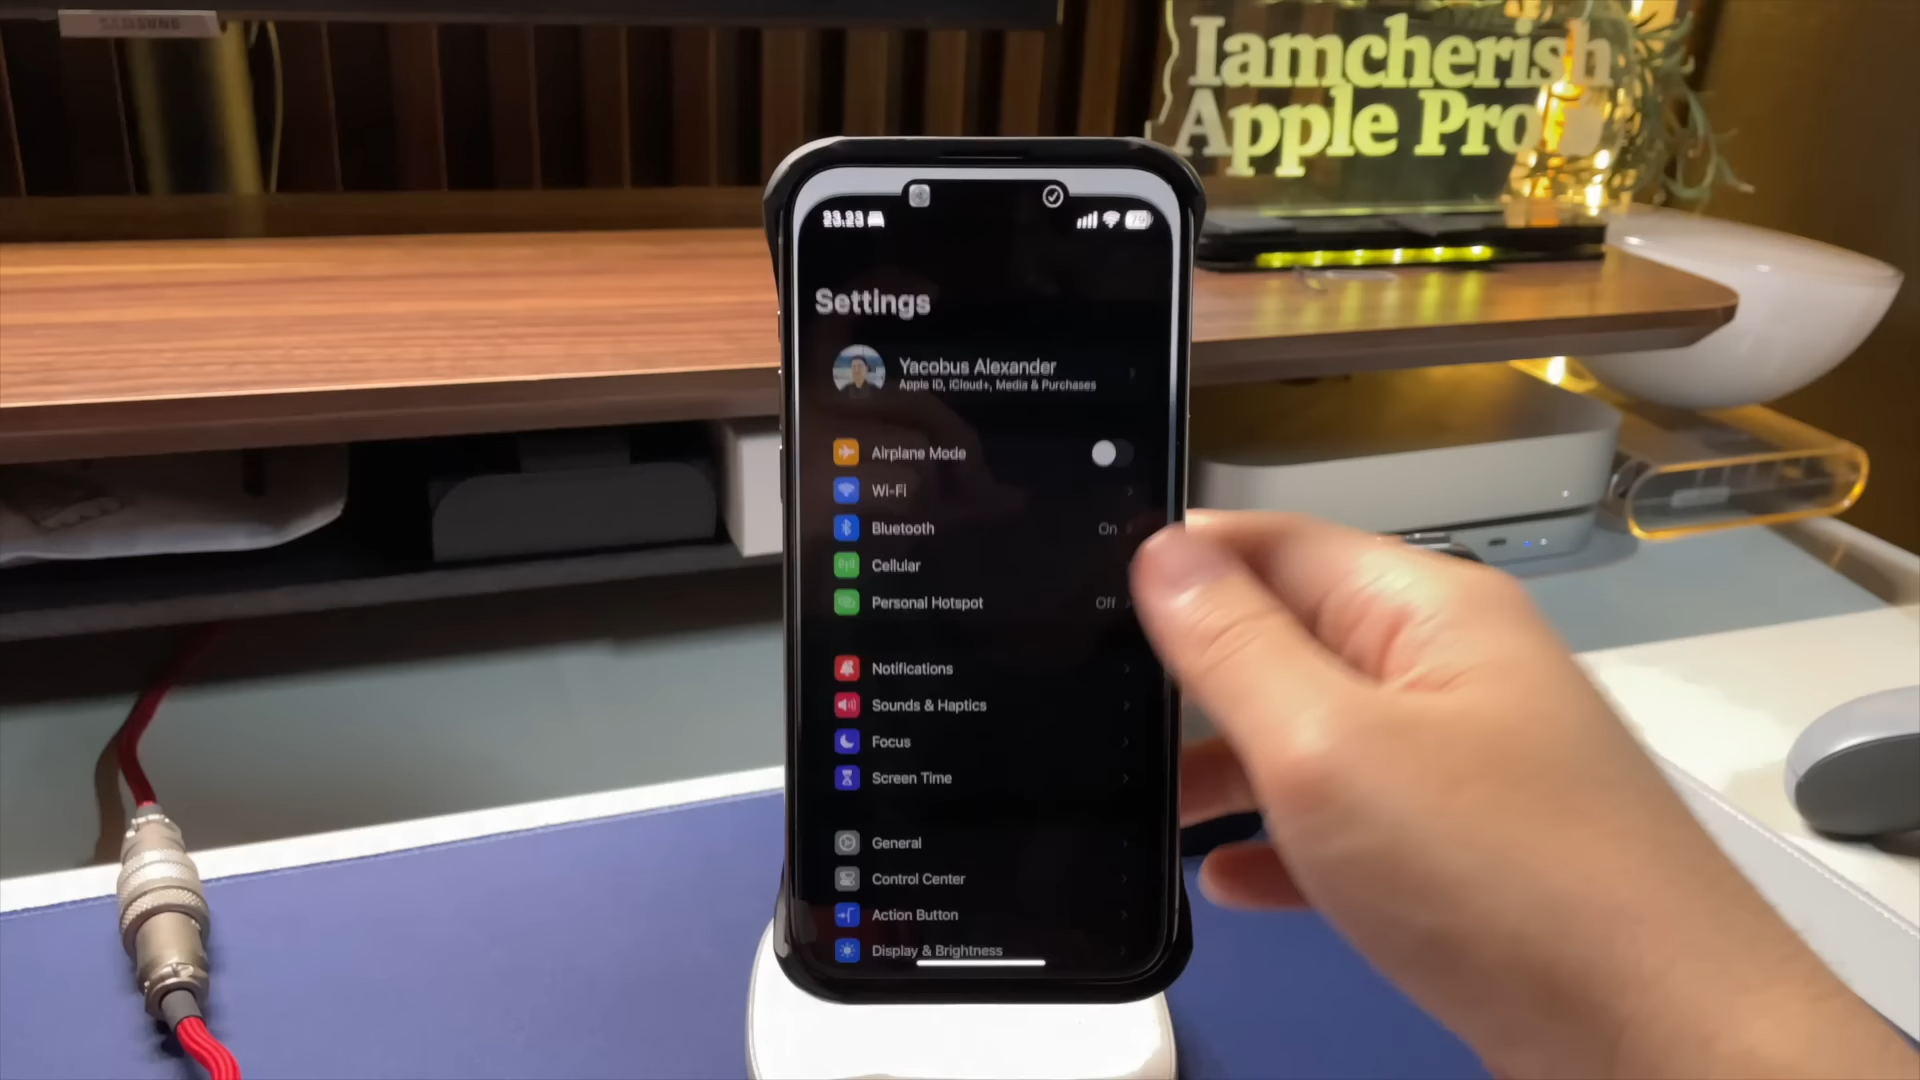 SAMSUNG
Iamcherish
Apple Pro
23.23
Settings
Yacobus Alexander
Apple ID, iCloud+, Media & Purchases
Airplane Mode
Wi-Fi
Bluetooth On
Cellular
Personal Hotspot Off
Notifications
Sounds & Haptics
Focus
Screen Time
General
Control Center
Action Button
Display & Brightness